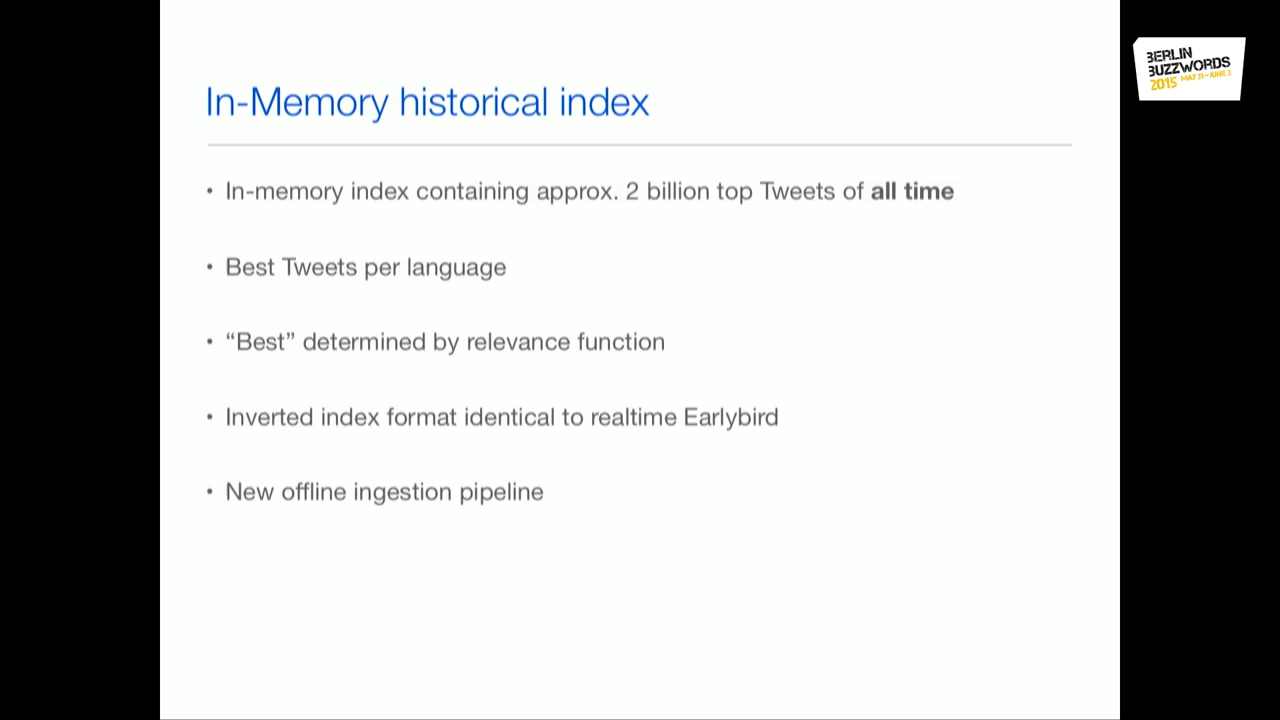 In-Memory historical index
• In-memory index containing approx. 2 billion top Tweets of all time
• Best Tweets per language
• “Best” determined by relevance function
• Inverted index format identical to realtime Earlybird
• New offline ingestion pipeline
BERLIN
BUZZWORDS
2015 MAY 31–JUNE 3